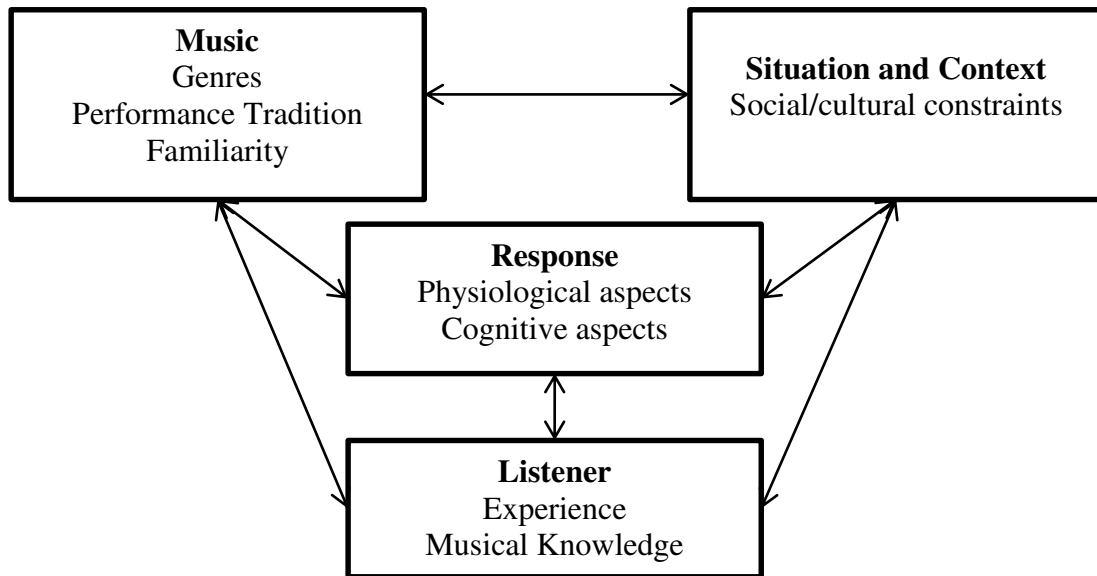 Music
Genres
Performance Tradition
Familiarity
Situation and Context
Social/cultural constraints
Response
Physiological aspects
Cognitive aspects
Listener
Experience
Musical Knowledge